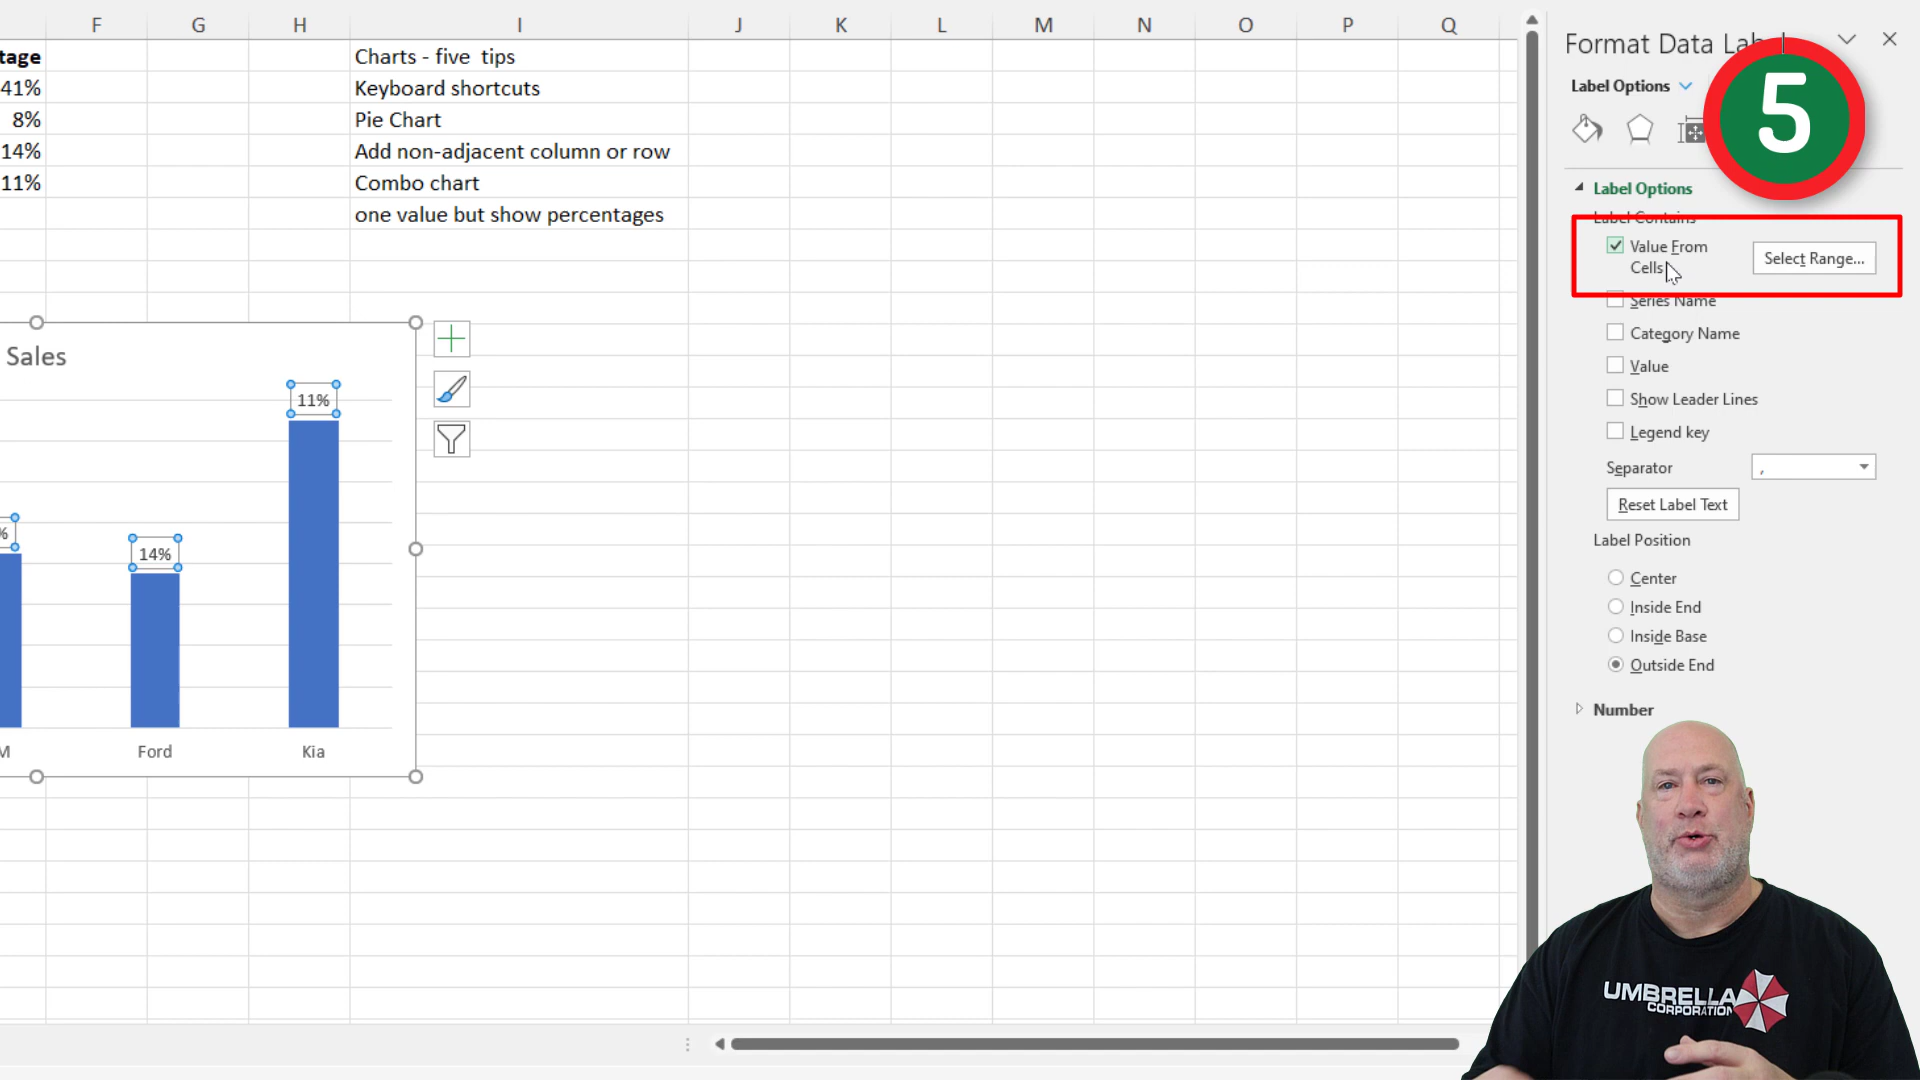 F G H I J K L M N O P Q
tage
41%
8%
14%
11%
Charts - five  tips
Keyboard shortcuts
Pie Chart
Add non-adjacent column or row
Combo chart
one value but show percentages
Sales
11%
%
14%
M
Ford
Kia
Format Data Lab
5
Label Options
Label Options
Label Contains
Value From
Cells
Select Range...
Series Name
Category Name
Value
Show Leader Lines
Legend key
Separator
,
Reset Label Text
Label Position
Center
Inside End
Inside Base
Outside End
Number
UMBRELLA
CORPORATION